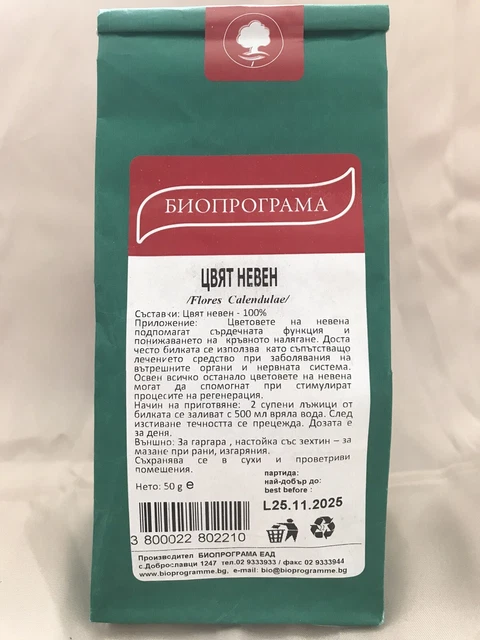 БИОПРОГРАМА
ЦВЯТ НЕВЕН
/Flores Calendulae/
Съставки: Цвят невен - 100%
Приложение: Цветовете на невена
подпомагат сърдечната функция и
понижаването на кръвното налягане. Доста
често билката се използва като съпътстващо
лечението средство при заболявания на
вътрешните органи и нервната система.
Освен всичко останало цветовете на невена
могат да спомогнат при стимулират
процесите на регенерация.
Начин на приготвяне: 2 супени лъжици от
билката се заливат с 500 мл вряла вода. След
изстиване течността се прецежда. Дозата е
за деня.
Външно: За гаргара , настойка със зехтин – за
мазане при рани, изгаряния.
Съхранява се в сухи и проветриви
помещения.
партида:
най-добър до:
best before :
Нето: 50 g e
L25.11.2025
3 800022 802210
Производител БИОПРОГРАМА ЕАД
с.Доброславци 1247 тел.02 9333933 / факс 02 9333944
www.bioprogramme.bg, e-mail: bio@bioprogramme.bg